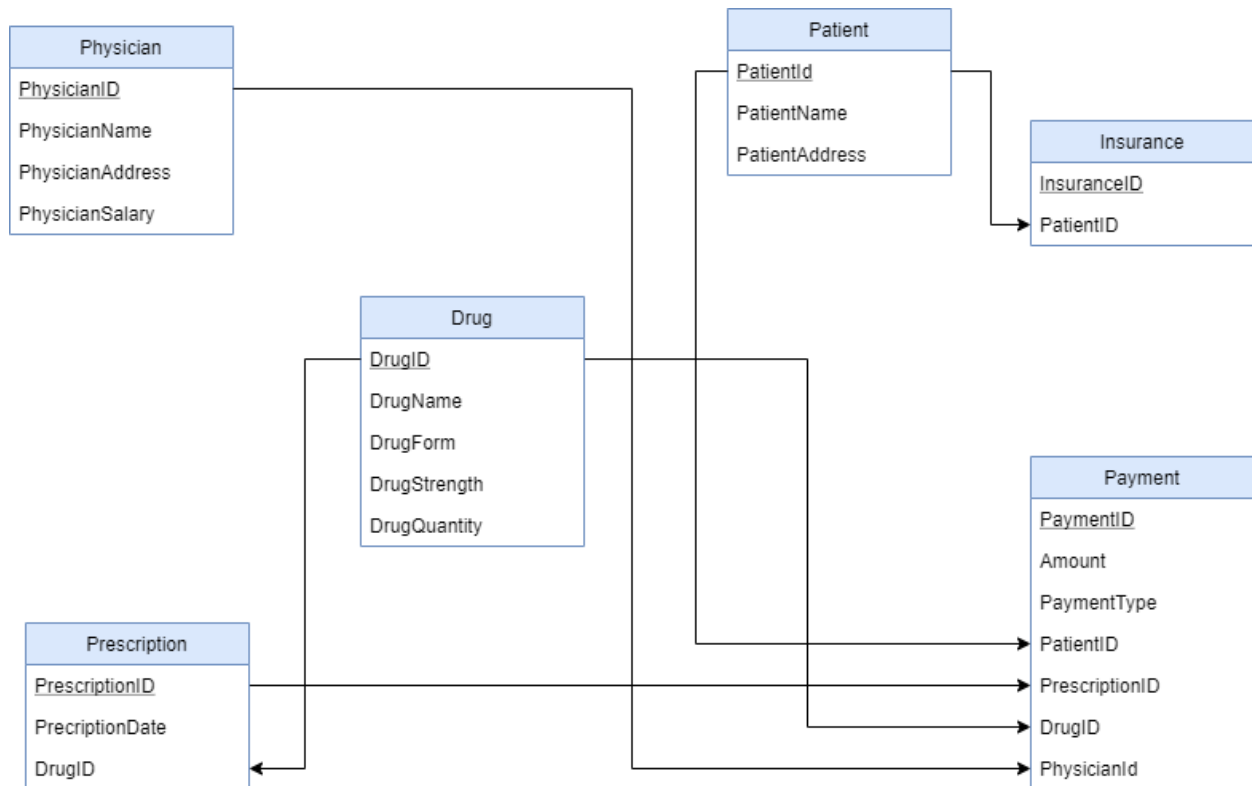 Physician
PhysicianID
PhysicianName
PhysicianAddress
PhysicianSalary
Patient
PatientId
PatientName
PatientAddress
Insurance
InsuranceID
PatientID
Drug
DrugID
DrugName
DrugForm
DrugStrength
DrugQuantity
Payment
PaymentID
Amount
PaymentType
PatientID
PrescriptionID
DrugID
PhysicianId
Prescription
PrescriptionID
PrecriptionDate
DrugID